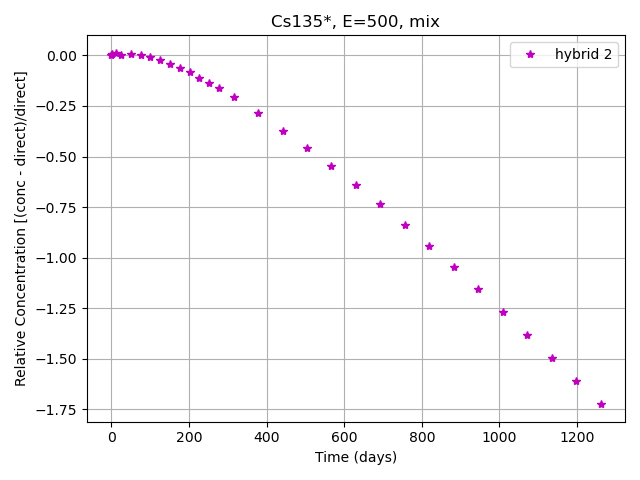 Cs135*, E=500, mix
hybrid 2
Relative Concentration [(conc - direct)/direct]
0.00
−0.25
−0.50
−0.75
−1.00
−1.25
−1.50
−1.75
0 200 400 600 800 1000 1200
Time (days)